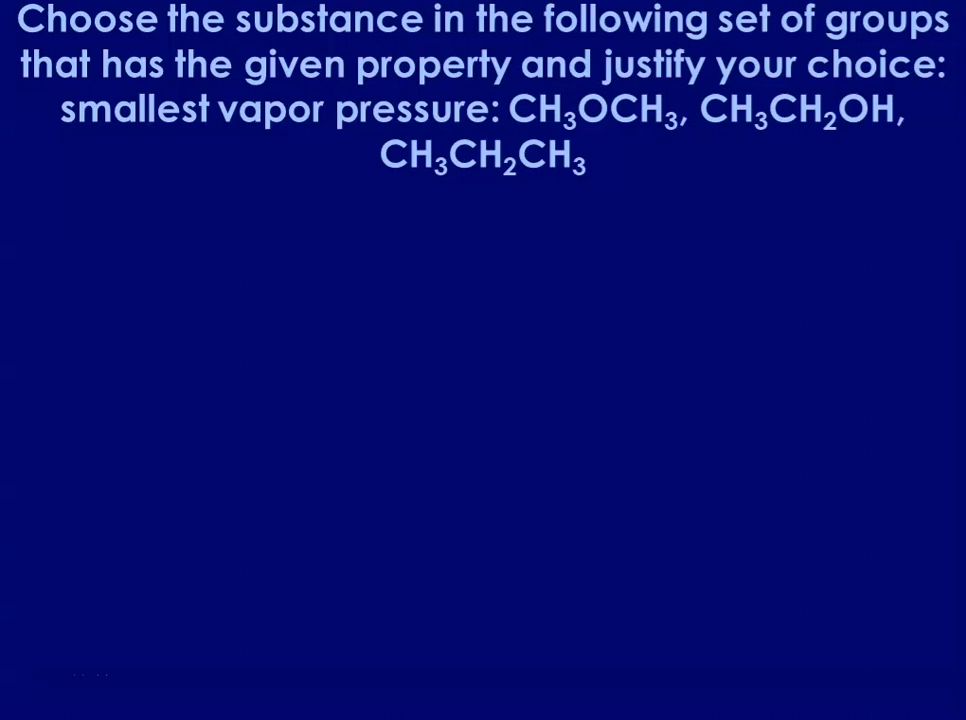 Choose the substance in the following set of groups
that has the given property and justify your choice:
smallest vapor pressure: CH₃OCH₃, CH₃CH₂OH,
CH₃CH₂CH₃